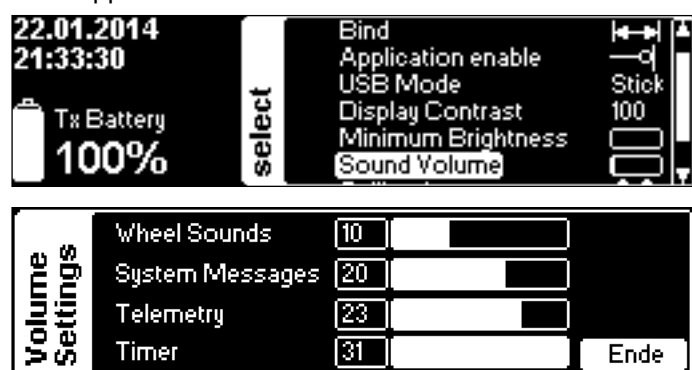 22.01.2014
21:33:30
Tx Battery
100%
select
Bind
Application enable
USB Mode Stick
Display Contrast 100
Minimum Brightness
Sound Volume
Volume
Settings
Wheel Sounds 10
System Messages 20
Telemetry 23
Timer 31
Ende